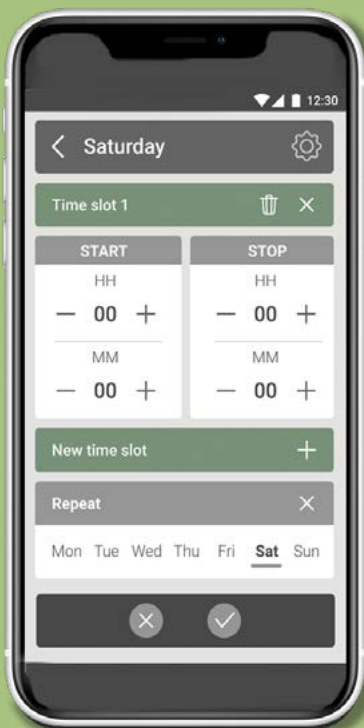 12:30
Saturday
Time slot 1
START STOP
HH HH
00 00
MM MM
00 00
New time slot
Repeat
Mon Tue Wed Thu Fri Sat Sun